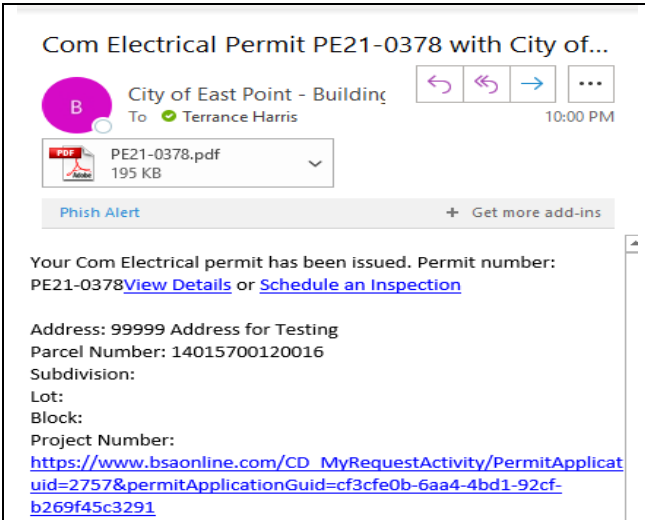 Com Electrical Permit PE21-0378 with City of...
B
City of East Point - Building
To Terrance Harris
10:00 PM
PDF
Adobe
PE21-0378.pdf
195 KB
Phish Alert
+ Get more add-ins
Your Com Electrical permit has been issued. Permit number:
PE21-0378View Details or Schedule an Inspection
Address: 99999 Address for Testing
Parcel Number: 14015700120016
Subdivision:
Lot:
Block:
Project Number:
https://www.bsaonline.com/CD_MyRequestActivity/PermitApplicat
uid=2757&permitApplicationGuid=cf3cfe0b-6aa4-4bd1-92cf-
b269f45c3291